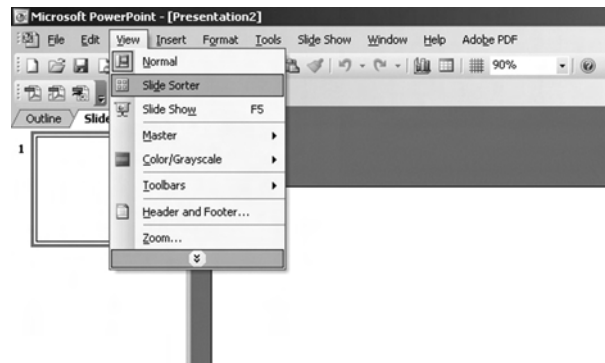 Microsoft PowerPoint - [Presentation2]
File Edit View Insert Format Tools Slide Show Window Help Adobe PDF
90%
Normal
Slide Sorter
Slide Show F5
Master
Color/Grayscale
Toolbars
Header and Footer...
Zoom...
Outline Slide
1